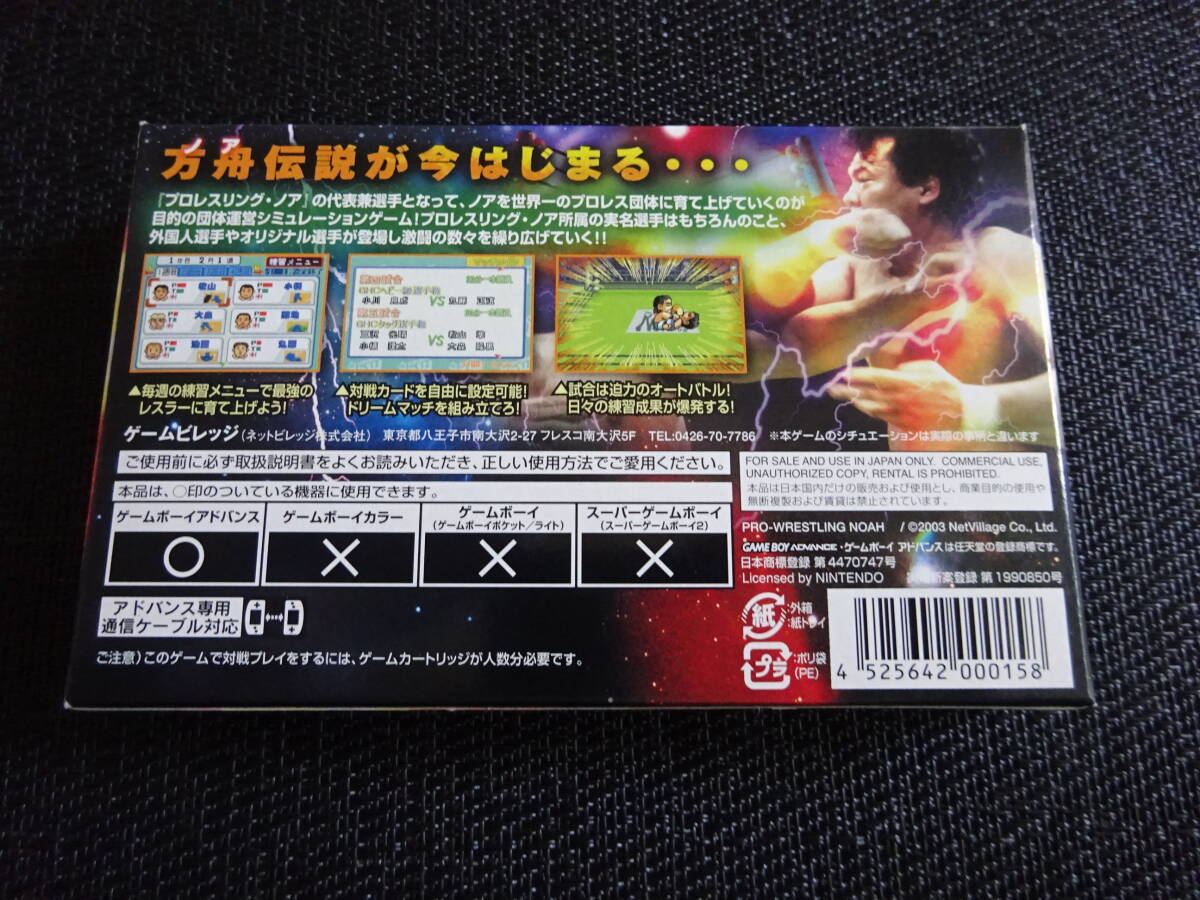 ノア
方舟伝説が今はじまる・・・
『プロレスリング・ノア』の代表兼選手となって、ノアを世界一のプロレス団体に育て上げていくのが
目的の団体運営シミュレーションゲーム!プロレスリング・ノア所属の実名選手はもちろんのこと、
外国人選手やオリジナル選手が登場し激闘の数々を繰り広げていく!!
1年目 2月1週 練習メニュー
VS
VS
▲毎週の練習メニューで最強の
レスラーに育て上げよう!
▲対戦カードを自由に設定可能!
ドリームマッチを組み立てろ!
▲試合は迫力のオートバトル!
日々の練習成果が爆発する!
ゲームビレッジ(ネットビレッジ株式会社) 東京都八王子市南大沢2-27 フレスコ南大沢5F TEL:0426-70-7786 ※本ゲームのシチュエーションは実際の事例と違います
ご使用前に必ず取扱説明書をよくお読みいただき、正しい使用方法でご愛用ください。
本品は、○印のついている機器に使用できます。
ゲームボーイアドバンス
ゲームボーイカラー
ゲームボーイ
(ゲームボーイポケット/ライト)
スーパーゲームボーイ
(スーパーゲームボーイ2)
○ × × ×
アドバンス専用
通信ケーブル対応
ご注意)このゲームで対戦プレイをするには、ゲームカートリッジが人数分必要です。
FOR SALE AND USE IN JAPAN ONLY. COMMERCIAL USE,
UNAUTHORIZED COPY, RENTAL IS PROHIBITED.
本品は日本国内だけの販売および使用とし、商業目的の使用や
無断複製および賃貸は禁止されています。
PRO-WRESTLING NOAH / ©2003 NetVillage Co., Ltd.
GAME BOY ADVANCE・ゲームボーイ アドバンスは任天堂の登録商標です。
日本商標登録 第4470747号
Licensed by NINTENDO 実用新案登録 第1990850号
紙 :外箱
:紙トレイ
プラ :ポリ袋
(PE)
4 525642 000158